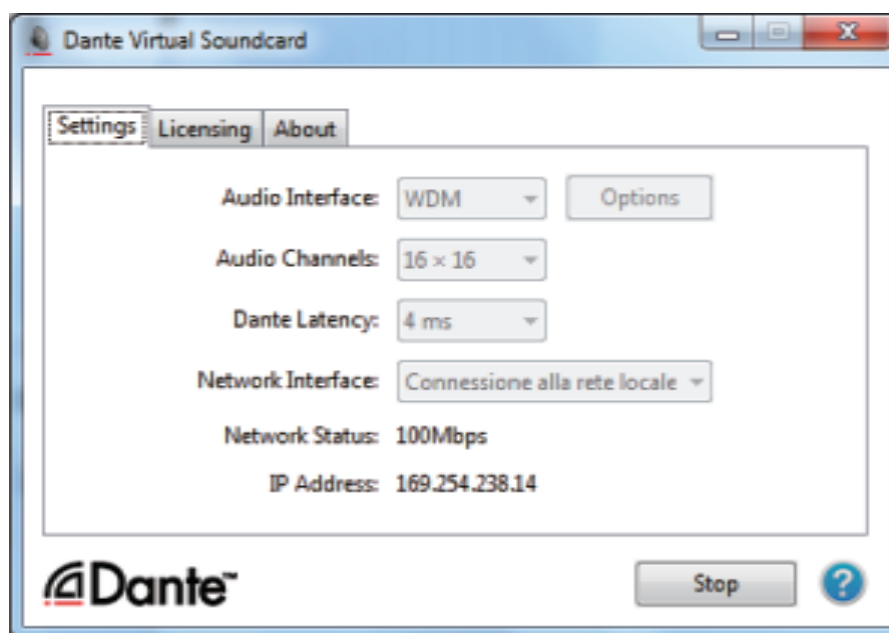 Dante Virtual Soundcard
Settings Licensing About
Audio Interface: WDM Options
Audio Channels: 16 × 16
Dante Latency: 4 ms
Network Interface: Connessione alla rete locale
Network Status: 100Mbps
IP Address: 169.254.238.14
Dante™ Stop ?